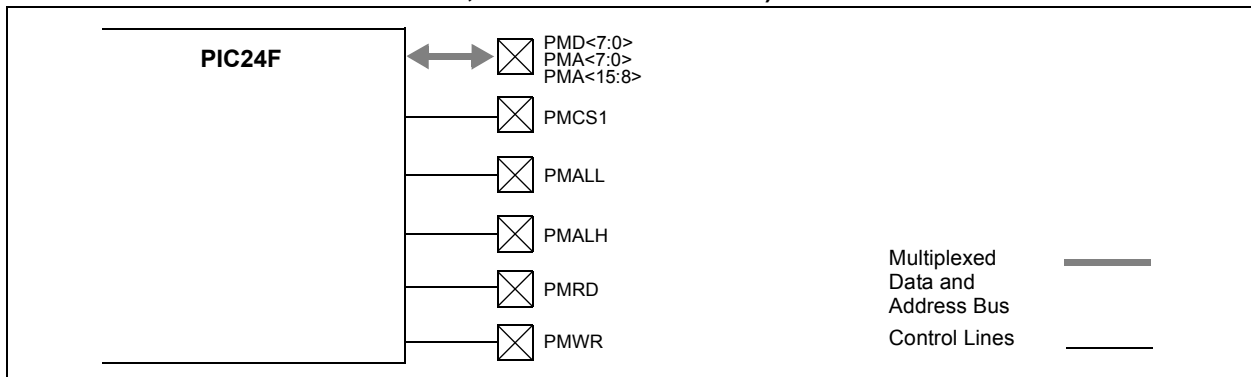 PIC24F
PMD<7:0>
PMA<7:0>
PMA<15:8>
PMCS1
PMALL
PMALH
PMRD
PMWR
Multiplexed
Data and
Address Bus
Control Lines